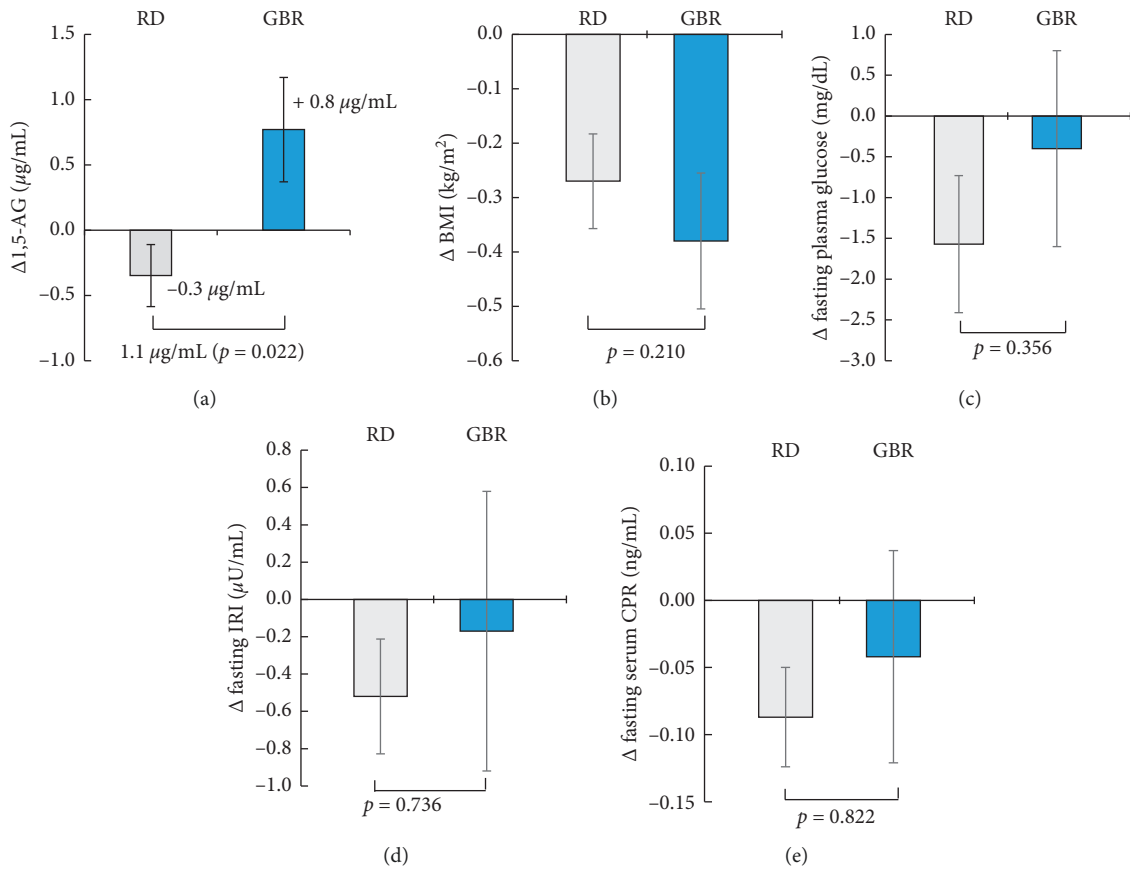 RD GBR
1.5
1.0
0.5
0.0
−0.5
−1.0
Δ1,5-AG (μg/mL)
+ 0.8 μg/mL
−0.3 μg/mL
1.1 μg/mL (p = 0.022)
(a)
RD GBR
0.0
−0.1
−0.2
−0.3
−0.4
−0.5
−0.6
Δ BMI (kg/m²)
p = 0.210
(b)
RD GBR
1.0
0.5
0.0
−0.5
−1.0
−1.5
−2.0
−2.5
−3.0
Δ fasting plasma glucose (mg/dL)
p = 0.356
(c)
RD GBR
0.8
0.6
0.4
0.2
0.0
−0.2
−0.4
−0.6
−0.8
−1.0
Δ fasting IRI (μU/mL)
p = 0.736
(d)
RD GBR
0.10
0.05
0.00
−0.05
−0.10
−0.15
Δ fasting serum CPR (ng/mL)
p = 0.822
(e)